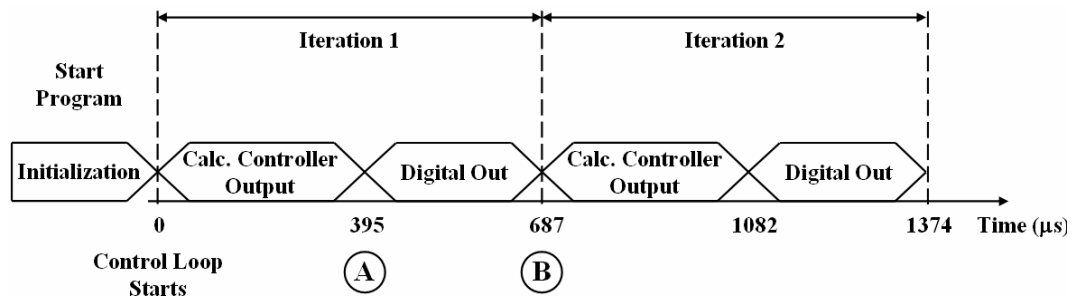 Iteration 1
Iteration 2
Start
Program
Initialization
Calc. Controller
Output
Digital Out
Calc. Controller
Output
Digital Out
0
395
687
1082
1374
Time (μs)
Control Loop
Starts
A
B